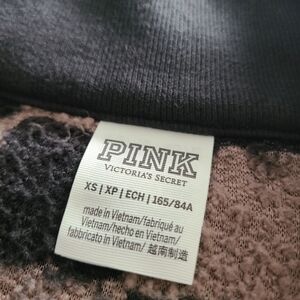 PINK
VICTORIA'S SECRET
XS | XP | ECH | 165/84A
made in Vietnam/fabriqué au
Vietnam/hecho en Vietnam/
fabbricato in Vietnam/ 越南制造